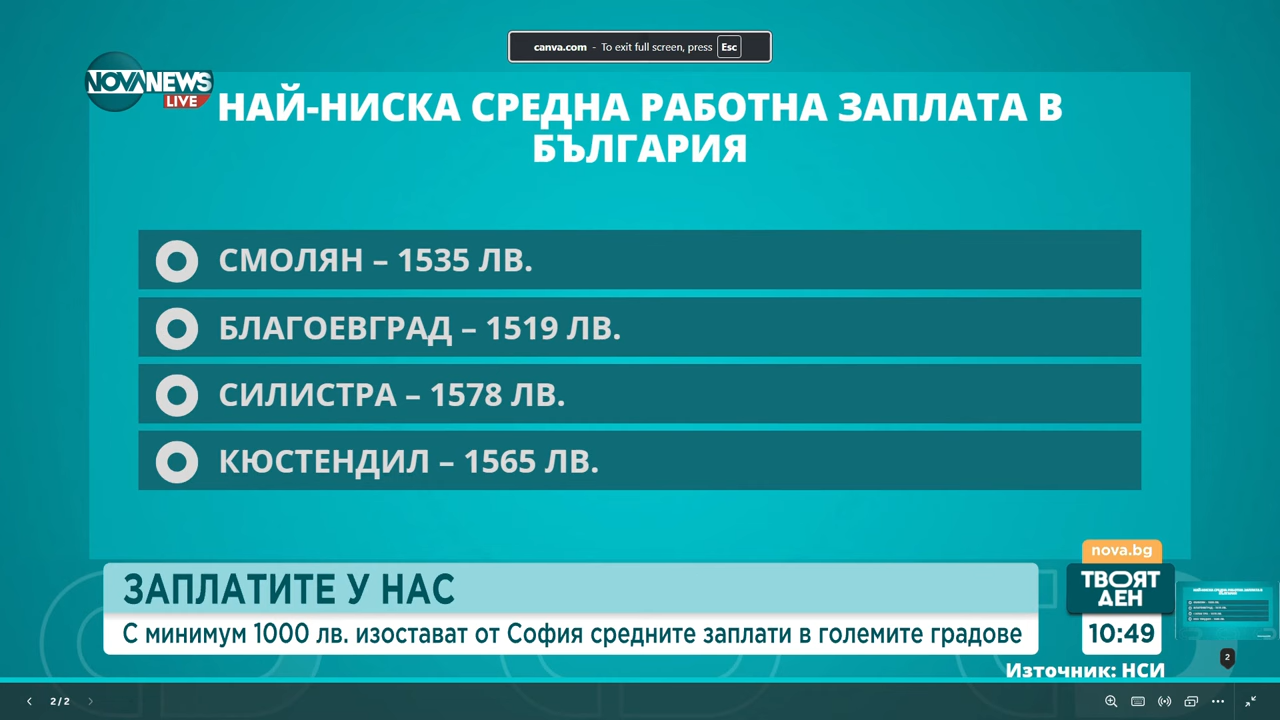 canva.com - To exit full screen, press Esc
NOVANEWS
LIVE
НАЙ-НИСКА СРЕДНА РАБОТНА ЗАПЛАТА В
БЪЛГАРИЯ
СМОЛЯН – 1535 ЛВ.
БЛАГОЕВГРАД – 1519 ЛВ.
СИЛИСТРА – 1578 ЛВ.
КЮСТЕНДИЛ – 1565 ЛВ.
nova.bg
ЗАПЛАТИТЕ У НАС
ТВОЯТ
ДЕН
С минимум 1000 лв. изостават от София средните заплати в големите градове
10:49
2
Източник: НСИ
2/2